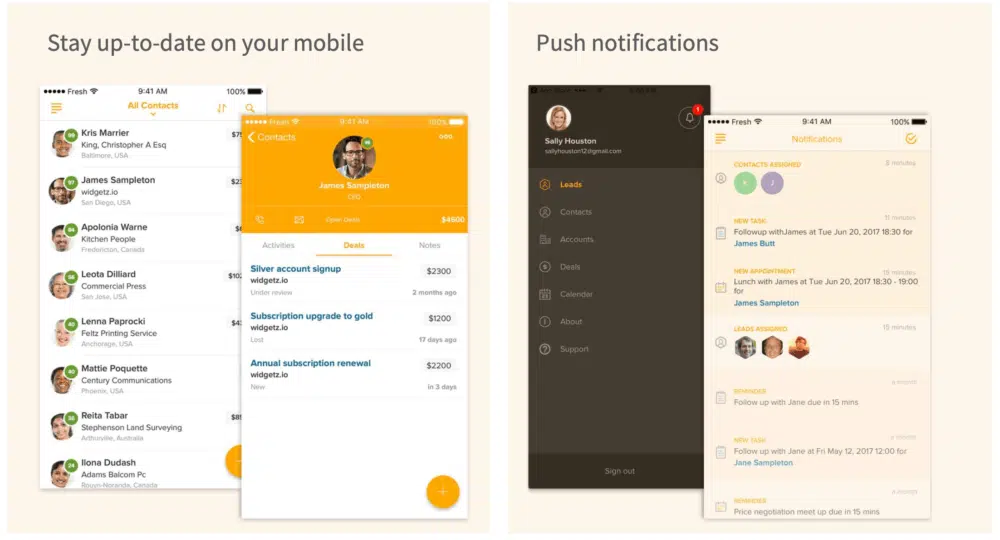 Stay up-to-date on your mobile
Fresh
9:41 AM
100%
All Contacts
99
Kris Marrier
King, Christopher A Esq
Baltimore, USA
James Sampleton
widgetz.io
San Diego, USA
Apolonia Warne
Kitchen People
Fredericton, Canada
Leota Dilliard
Commercial Press
San Jose, USA
Lenna Paprocki
Feltz Printing Service
Anchorage, USA
Mattie Poquette
Century Communications
Phoenix, USA
Reita Tabar
Stephenson Land Surveying
Adthroville, Australia
Ilona Dudash
Adams Balcom Pc
Rouyn-Noranda, Canada
Fresh
9:41 AM
100%
Contacts
James Sampleton
CEO
Open Deals
$4500
Activities
Deals
Notes
Silver account signup
$2300
widgetz.io
Under review
2 months ago
Subscription upgrade to gold
$1200
widgetz.io
Lost
17 days ago
Annual subscription renewal
$2200
widgetz.io
New
in 3 days
Push notifications
1
Sally Houston
sallyhouston12@gmail.com
Leads
Contacts
Accounts
Deals
Calendar
About
Support
Sign out
Fresh
9:41 AM
100%
Notifications
CONTACTS ASSIGNED
8 minutes
K
J
NEW TASK
11 minutes
Followup withJames at Tue Jun 20, 2017 18:30 for
James Butt
NEW APPOINTMENT
15 minutes
Lunch with James at Tue Jun 20, 2017 18:30 - 19:00
for
James Sampleton
LEADS ASSIGNED
15 minutes
REMINDER
a moment
Follow up with Jane due in 15 mins
NEW TASK
a moment
Follow up with Jane at Fri May 12, 2017 12:00 for
Jane Sampleton
REMINDER
a moment
Price negotiation meet up due in 15 mins